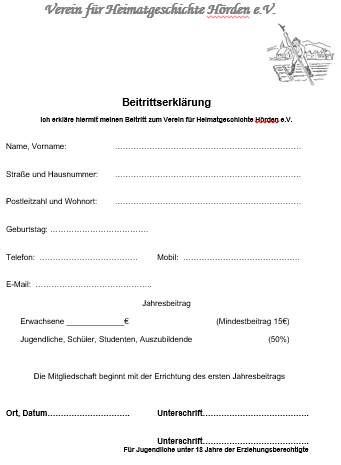 Verein für Heimatgeschichte Hörden e.V.
Beitrittserklärung
Ich erkläre hiermit meinen Beitritt zum Verein für Heimatgeschichte Hörden e.V.
Name, Vorname: ……………………………………………………………
Straße und Hausnummer: ……………………………………………………………
Postleitzahl und Wohnort: ……………………………………………………………
Geburtstag: ………………………………
Telefon: ……………………………… Mobil: ……………………………………
E-Mail: ……………………………………
Jahresbeitrag
Erwachsene _____________€ (Mindestbeitrag 15€)
Jugendliche, Schüler, Studenten, Auszubildende (50%)
Die Mitgliedschaft beginnt mit der Errichtung des ersten Jahresbeitrags
Ort, Datum………………………… Unterschrift…………………………………
Unterschrift…………………………………
Für Jugendliche unter 18 Jahre der Erziehungsberechtigte